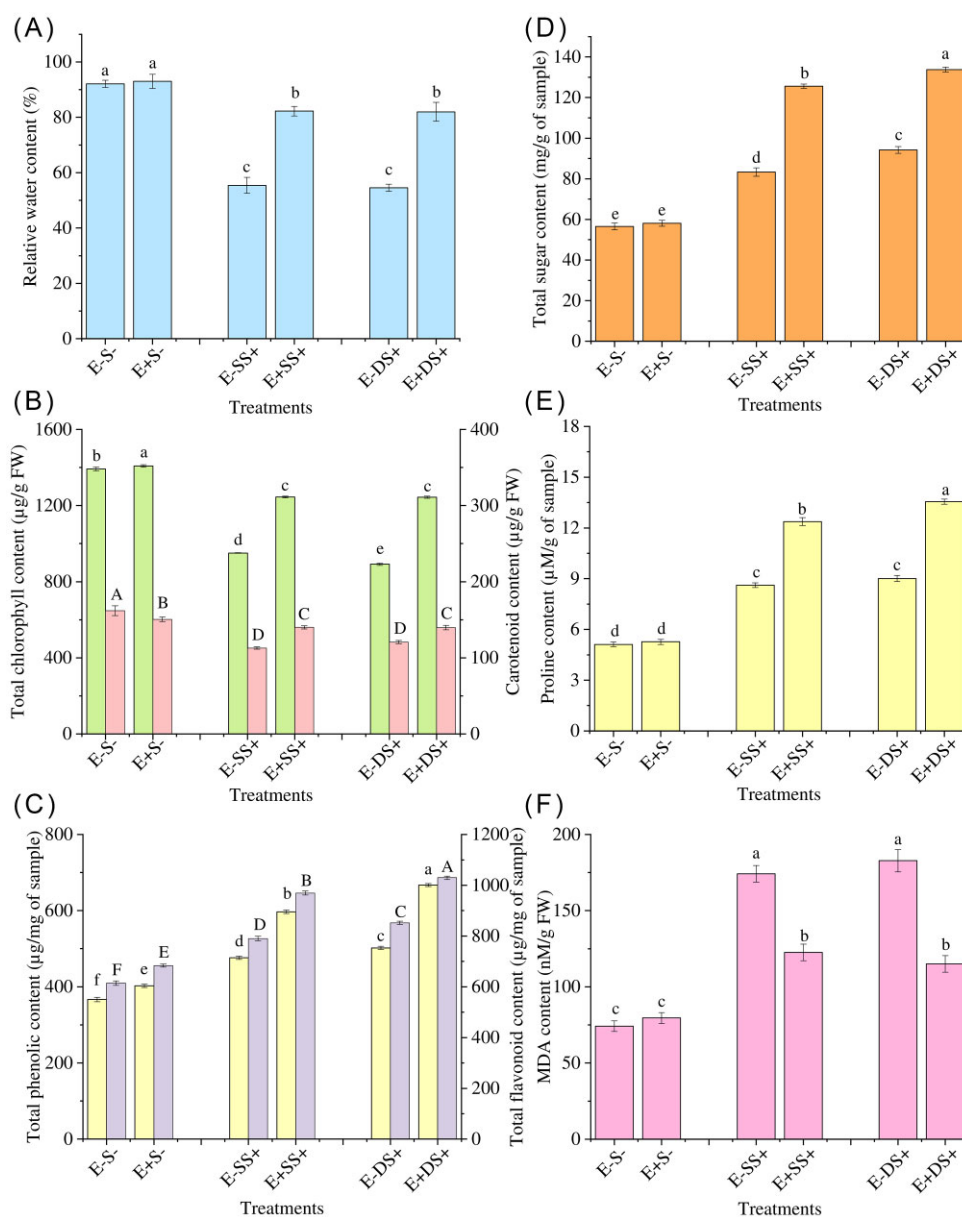 (A)
Relative water content (%)
100
80
60
40
20
0
a
a
c
b
c
b
E-S-
E+S-
E-SS+
E+SS+
E-DS+
E+DS+
Treatments
(B)
Total chlorophyll content (µg/g FW)
1600
1200
800
400
0
Carotenoid content (µg/g FW)
400
300
200
100
0
b
A
a
B
d
D
c
C
e
D
c
C
E-S-
E+S-
E-SS+
E+SS+
E-DS+
E+DS+
Treatments
(C)
Total phenolic content (µg/mg of sample)
800
600
400
200
0
Total flavonoid content (µg/mg of sample)
1200
1000
800
600
400
200
0
f
F
e
E
d
D
b
B
c
C
a
A
E-S-
E+S-
E-SS+
E+SS+
E-DS+
E+DS+
Treatments
(D)
Total sugar content (mg/g of sample)
140
120
100
80
60
40
20
0
e
e
d
b
c
a
E-S-
E+S-
E-SS+
E+SS+
E-DS+
E+DS+
Treatments
(E)
Proline content (µM/g of sample)
18
15
12
9
6
3
0
d
d
c
b
c
a
E-S-
E+S-
E-SS+
E+SS+
E-DS+
E+DS+
Treatments
(F)
MDA content (nM/g FW)
200
150
100
50
0
c
c
a
b
a
b
E-S-
E+S-
E-SS+
E+SS+
E-DS+
E+DS+
Treatments